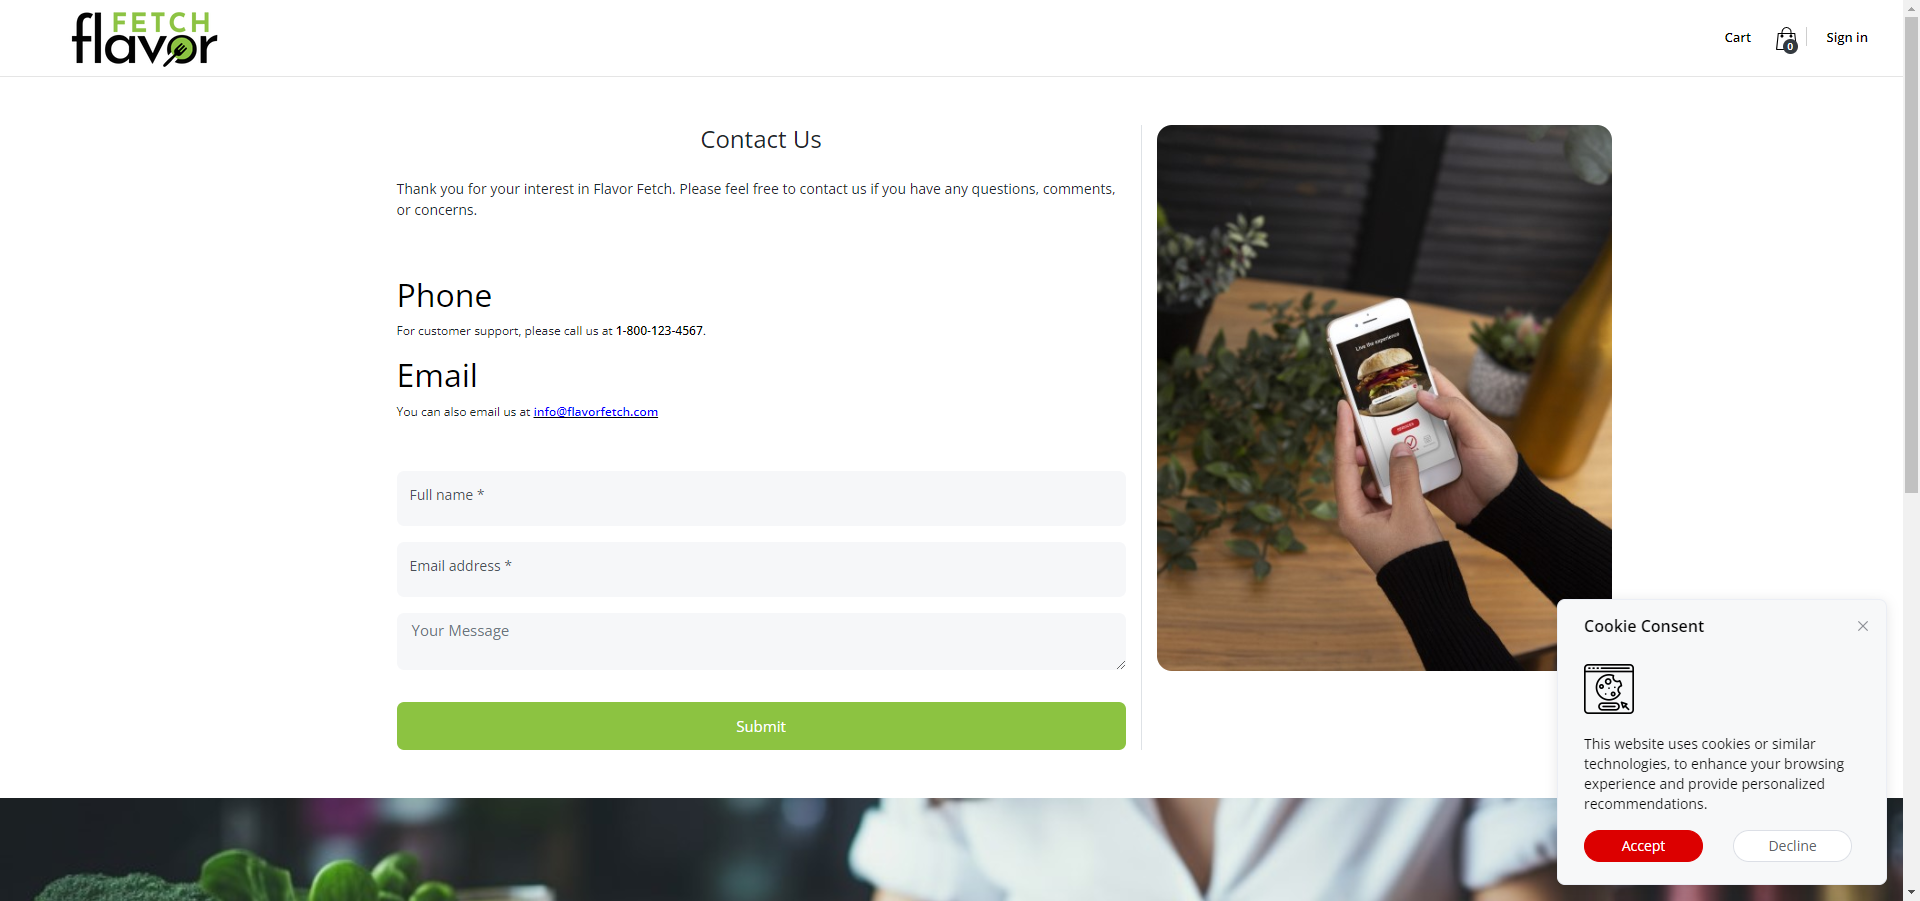 FETCH
flavor
Cart
0
Sign in
Contact Us
Thank you for your interest in Flavor Fetch. Please feel free to contact us if you have any questions, comments,
or concerns.
Phone
For customer support, please call us at 1-800-123-4567.
Email
You can also email us at info@flavorfetch.com
Full name *
Email address *
Your Message
Submit
Live the experience
Cookie Consent
This website uses cookies or similar
technologies, to enhance your browsing
experience and provide personalized
recommendations.
Accept
Decline